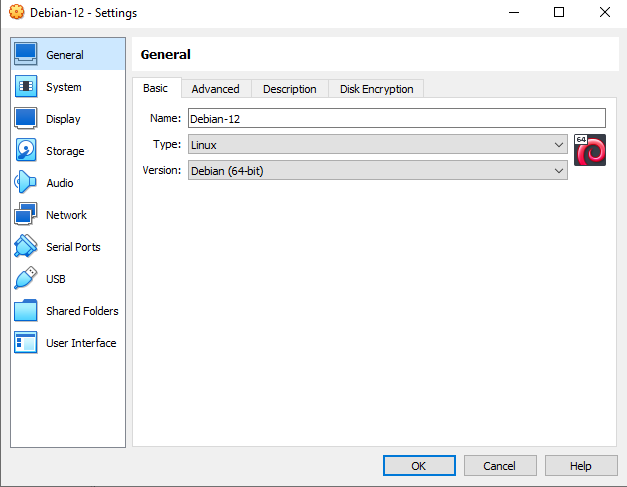 Debian-12 - Settings
General
System
Display
Storage
Audio
Network
Serial Ports
USB
Shared Folders
User Interface
General
Basic Advanced Description Disk Encryption
Name: Debian-12
Type: Linux
64
Version: Debian (64-bit)
OK Cancel Help